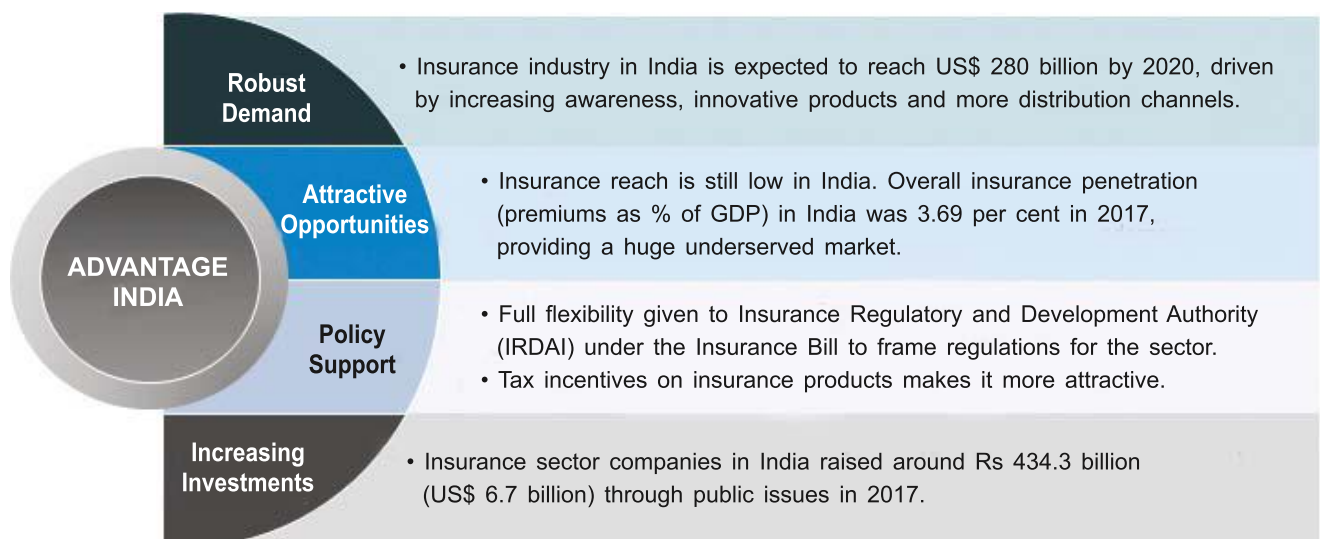 ADVANTAGE
INDIA
Robust
Demand
• Insurance industry in India is expected to reach US$ 280 billion by 2020, driven
by increasing awareness, innovative products and more distribution channels.
Attractive
Opportunities
• Insurance reach is still low in India. Overall insurance penetration
(premiums as % of GDP) in India was 3.69 per cent in 2017,
providing a huge underserved market.
Policy
Support
• Full flexibility given to Insurance Regulatory and Development Authority
(IRDAI) under the Insurance Bill to frame regulations for the sector.
• Tax incentives on insurance products makes it more attractive.
Increasing
Investments
• Insurance sector companies in India raised around Rs 434.3 billion
(US$ 6.7 billion) through public issues in 2017.